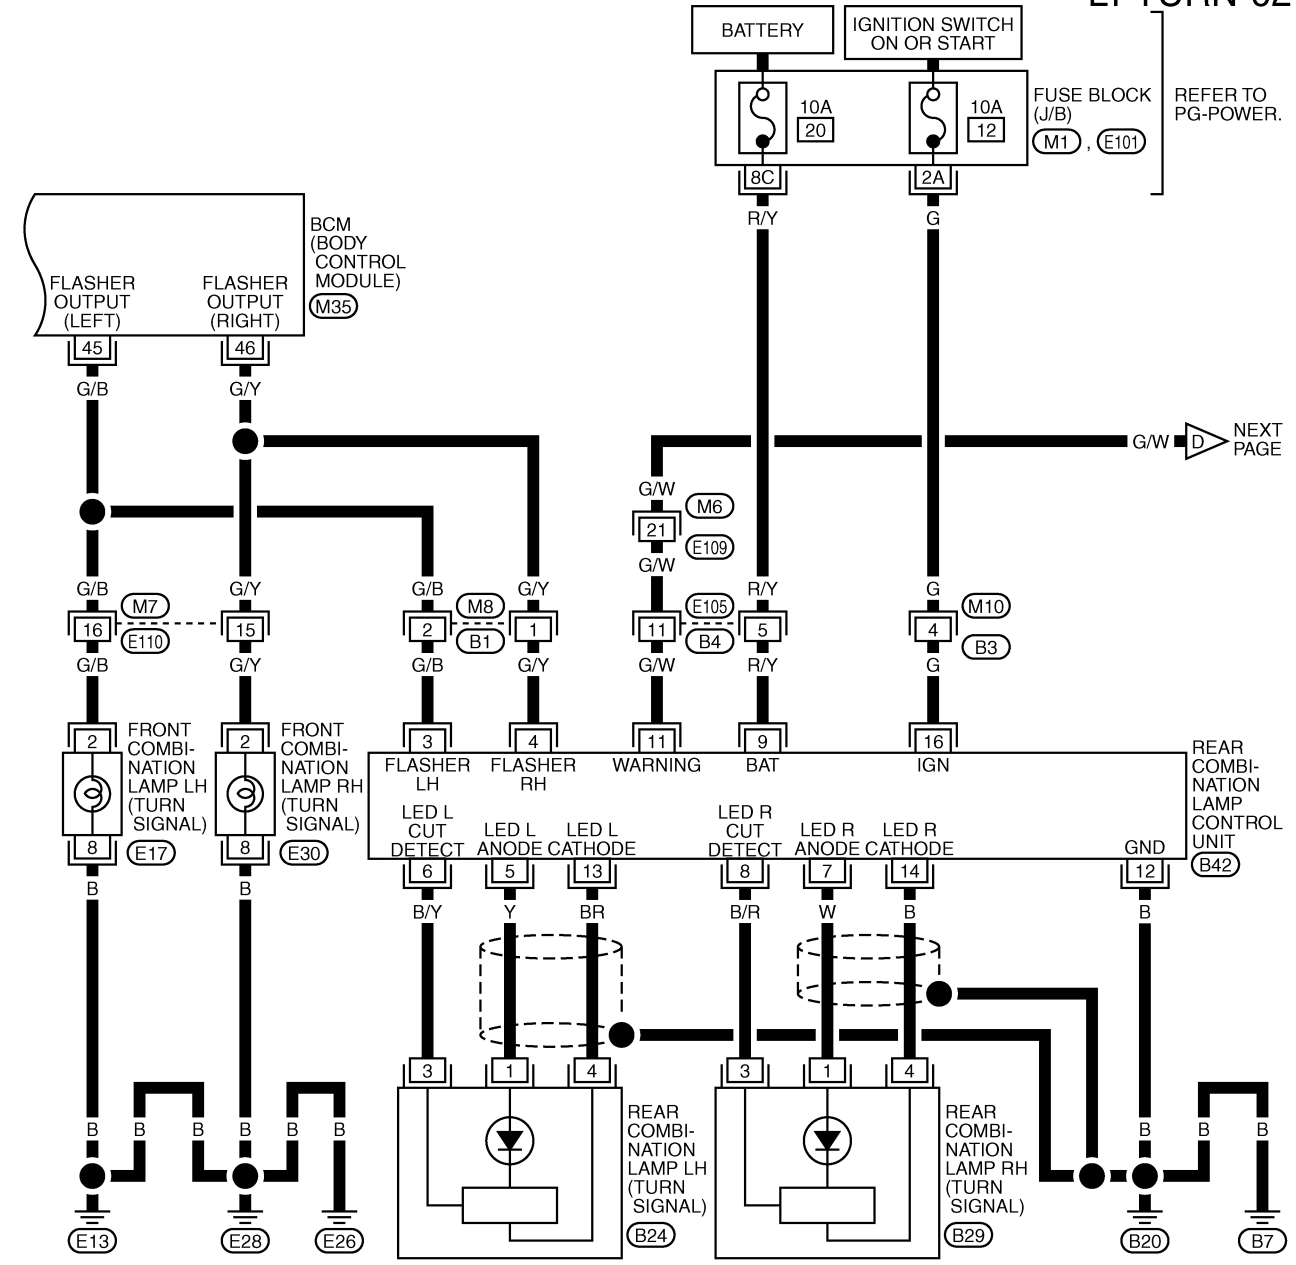 BATTERY
IGNITION SWITCH
ON OR START
10A
20
10A
12
FUSE BLOCK
(J/B)
M1 , E101
REFER TO
PG-POWER.
8C
2A
R/Y
G
BCM
(BODY
CONTROL
MODULE)
M35
FLASHER
OUTPUT
(LEFT)
FLASHER
OUTPUT
(RIGHT)
45
46
G/B
G/Y
G/W
D
NEXT
PAGE
G/W
M6
21
E109
G/W
G/B
G/Y
G/B
G/Y
R/Y
G
M7
M8
E105
M10
16
15
2
1
11
5
4
E110
B1
B4
B3
G/B
G/Y
G/B
G/Y
G/W
R/Y
G
2
2
3
4
11
9
16
FRONT
COMBI-
NATION
LAMP LH
(TURN
SIGNAL)
E17
FRONT
COMBI-
NATION
LAMP RH
(TURN
SIGNAL)
E30
FLASHER
LH
FLASHER
RH
WARNING
BAT
IGN
REAR
COMBI-
NATION
LAMP
CONTROL
UNIT
B42
LED L
CUT
DETECT
LED L
ANODE
LED L
CATHODE
LED R
CUT
DETECT
LED R
ANODE
LED R
CATHODE
GND
8
8
6
5
13
8
7
14
12
B
B
B/Y
Y
BR
B/R
W
B
B
3
1
4
3
1
4
REAR
COMBI-
NATION
LAMP LH
(TURN
SIGNAL)
B24
REAR
COMBI-
NATION
LAMP RH
(TURN
SIGNAL)
B29
B
B
B
B
B
B
B
B
B
E13
E28
E26
B20
B7